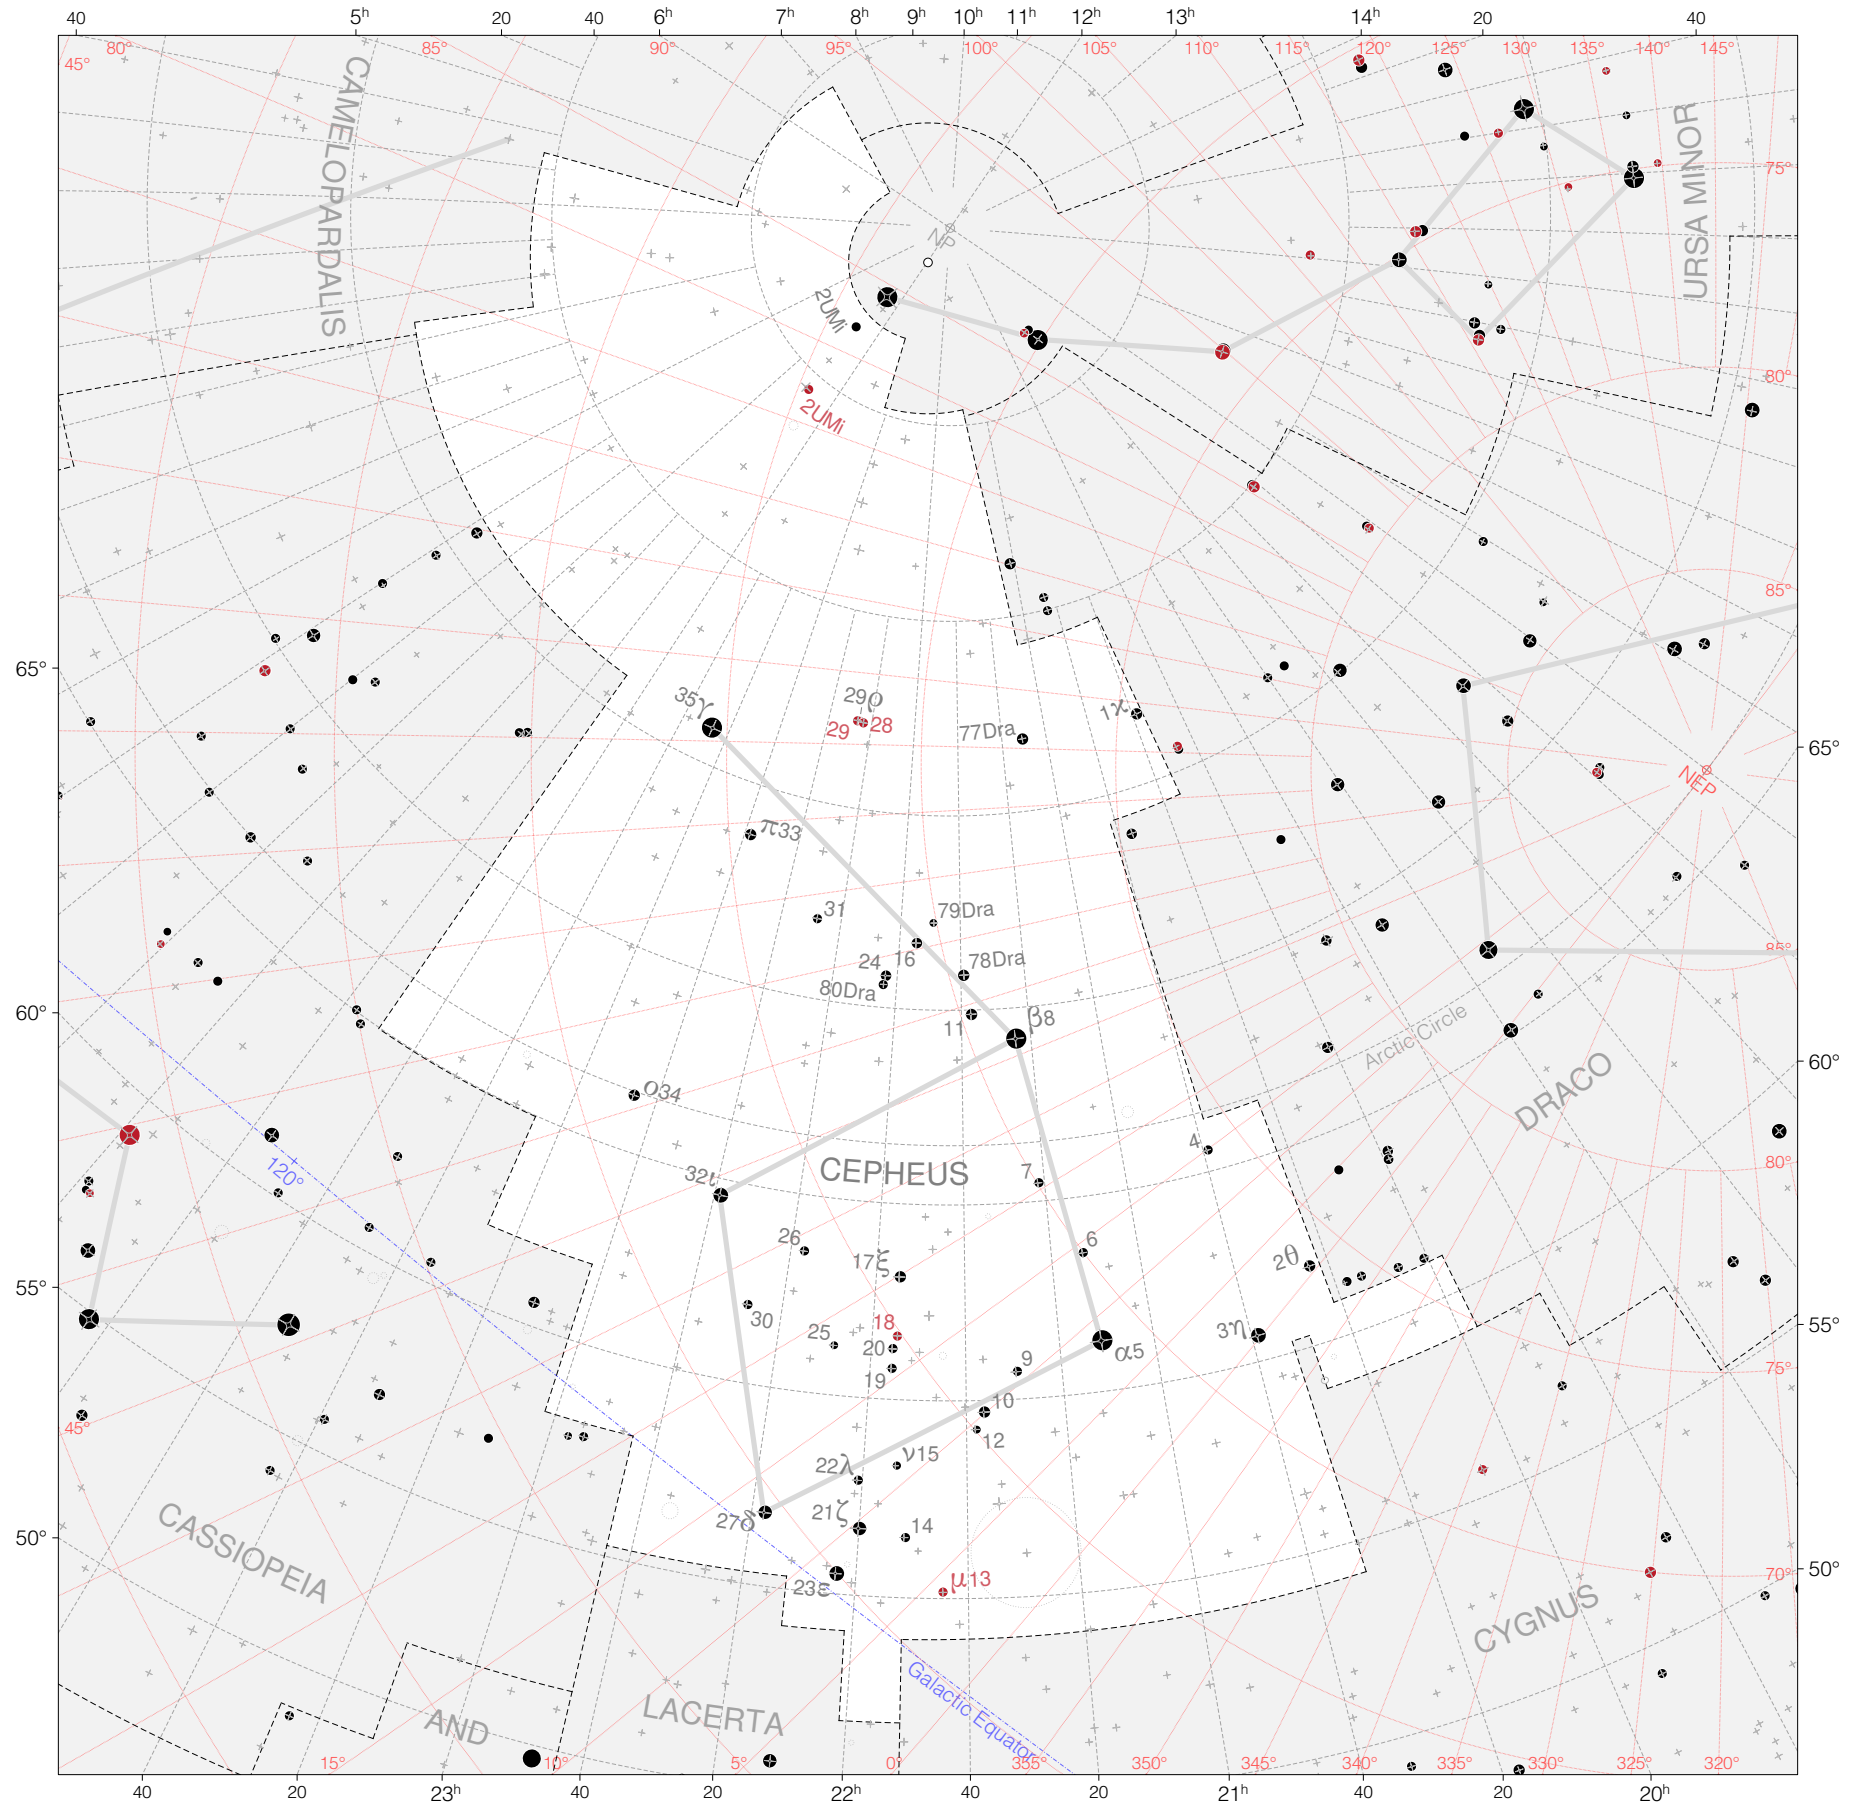 40 5h 20 40 6h 7h 8h 9h 10h 11h 12h 13h 14h 20 40
80° 85° 90° 95° 100° 105° 110° 115° 120° 125° 130° 135° 140° 145°
45°
CAMELOPARDALIS
URSA MINOR
75°
NP
2UMi
80°
2UMi
85°
65°
35γ
29ρ
29
28
77Dra
1χ
65°
NEP
π33
31
79Dra
24
16
78Dra
80Dra
85°
60°
11
β8
Arctic Circle
60°
ο34
DRACO
120°
32ι
CEPHEUS
7
4
80°
26
17ξ
6
2θ
55°
30
18
25
20
19
9
α5
3η
55°
75°
10
12
45°
22λ
ν15
27δ
21ζ
14
50°
CASSIOPEIA
23ε
μ13
70°
50°
CYGNUS
Galactic Equator
LACERTA
AND
15° 10° 5° 0° 355° 350° 345° 340° 335° 330° 325° 320°
40 20 23h 40 20 22h 40 20 21h 40 20 20h